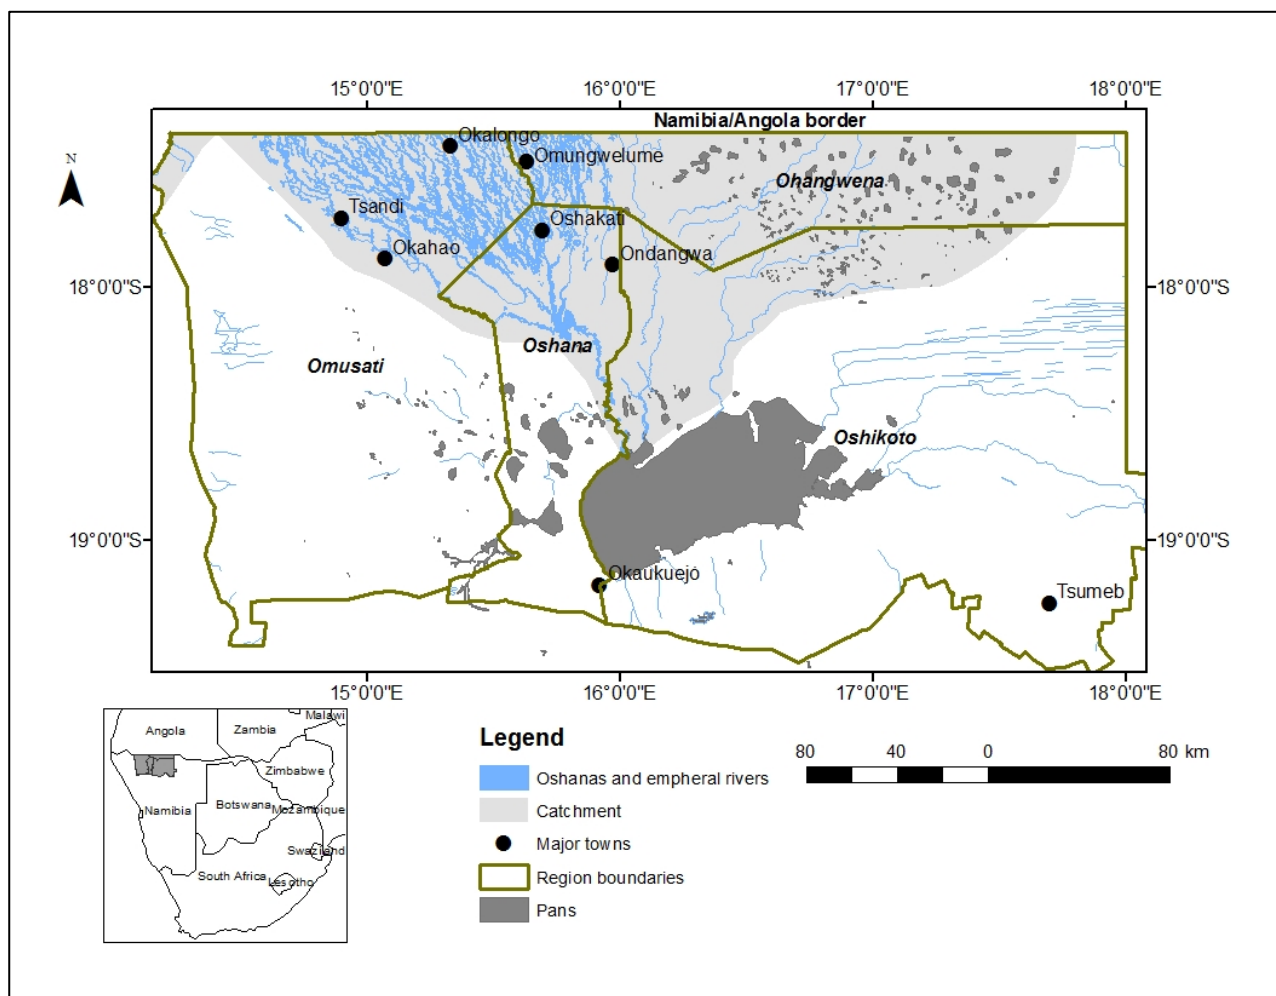 15°0'0"E
16°0'0"E
17°0'0"E
18°0'0"E
Namibia/Angola border
N
Okalongo
Omungwelume
Ohangwena
Tsandi
Oshakati
Okahao
Ondangwa
18°0'0"S
18°0'0"S
Oshana
Omusati
Oshikoto
19°0'0"S
19°0'0"S
Okaukuejo
Tsumeb
15°0'0"E
16°0'0"E
17°0'0"E
18°0'0"E
Malawi
Angola
Zambia
Zimbabwe
Namibia
Botswana
Mozambique
Swaziland
South Africa
Lesotho
Legend
Oshanas and empheral rivers
Catchment
Major towns
Region boundaries
Pans
80 40 0 80 km